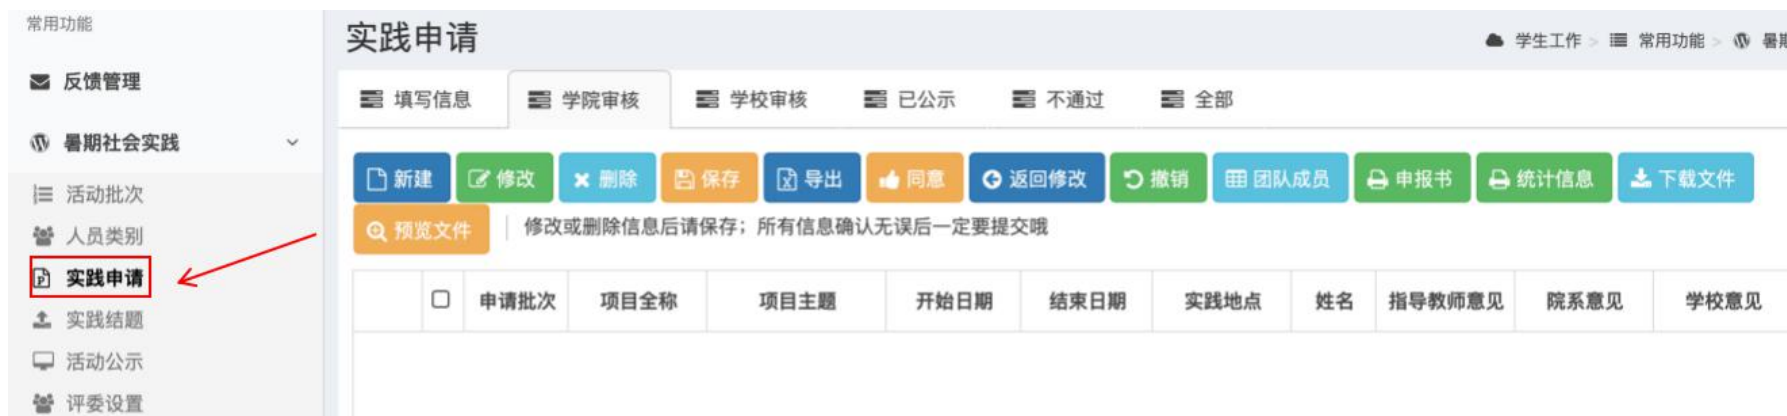 常用功能
反馈管理
暑期社会实践
活动批次
人员类别
实践申请
实践结题
活动公示
评委设置
实践申请
学生工作 > 常用功能 >
填写信息 学院审核 学校审核 已公示 不通过 全部
新建 修改 删除 保存 导出 同意 返回修改 撤销 团队成员 申报书 统计信息 下载文件
预览文件 修改或删除信息后请保存；所有信息确认无误后一定要提交哦
申请批次 项目全称 项目主题 开始日期 结束日期 实践地点 姓名 指导教师意见 院系意见 学校意见